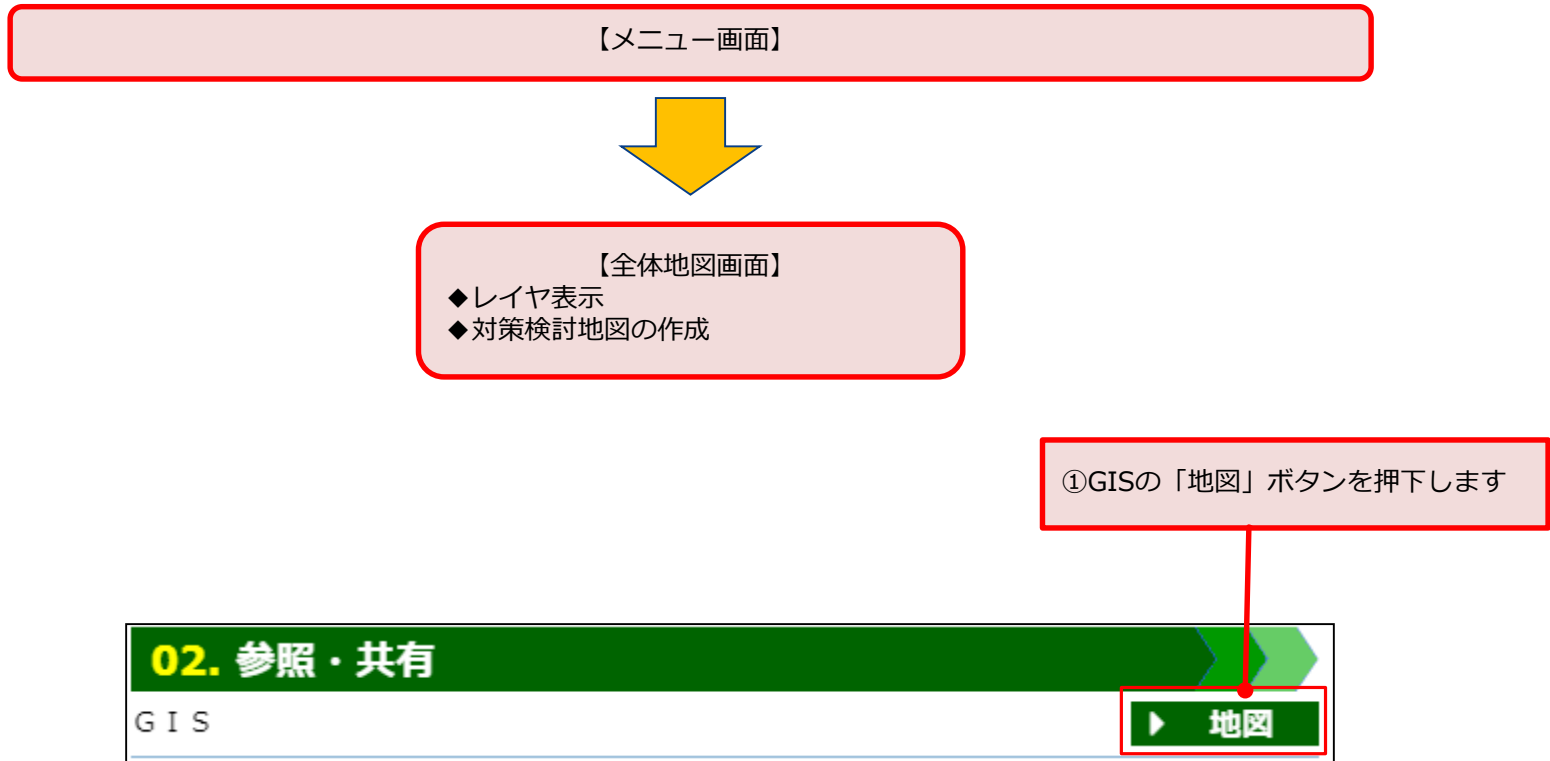 【メニュー画面】
【全体地図画面】
◆レイヤ表示
◆対策検討地図の作成
①GISの「地図」ボタンを押下します
02. 参照・共有
ＧＩＳ
地図